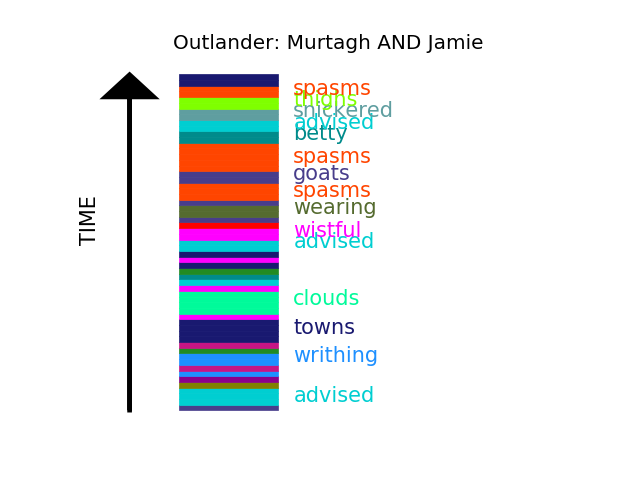 Outlander: Murtagh AND Jamie
spasms
thighs
snickered
advised
betty
spasms
goats
spasms
wearing
wistful
advised
clouds
towns
writhing
advised
TIME